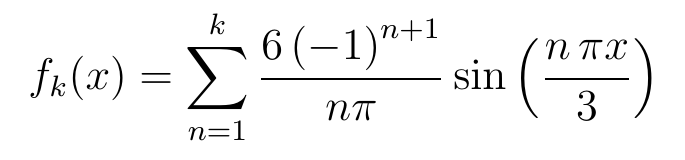 f_k(x) = \sum_{n=1}^{k} \frac{6\,(-1)^{n+1}}{n\pi} \sin\left(\frac{n\,\pi x}{3}\right)